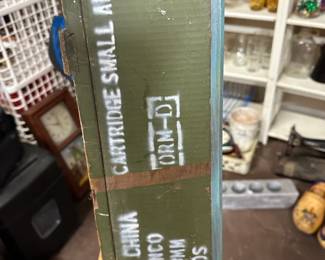 CARTRIDGE SMALL A
ORM-D
CHINA
NCO
MM
OS